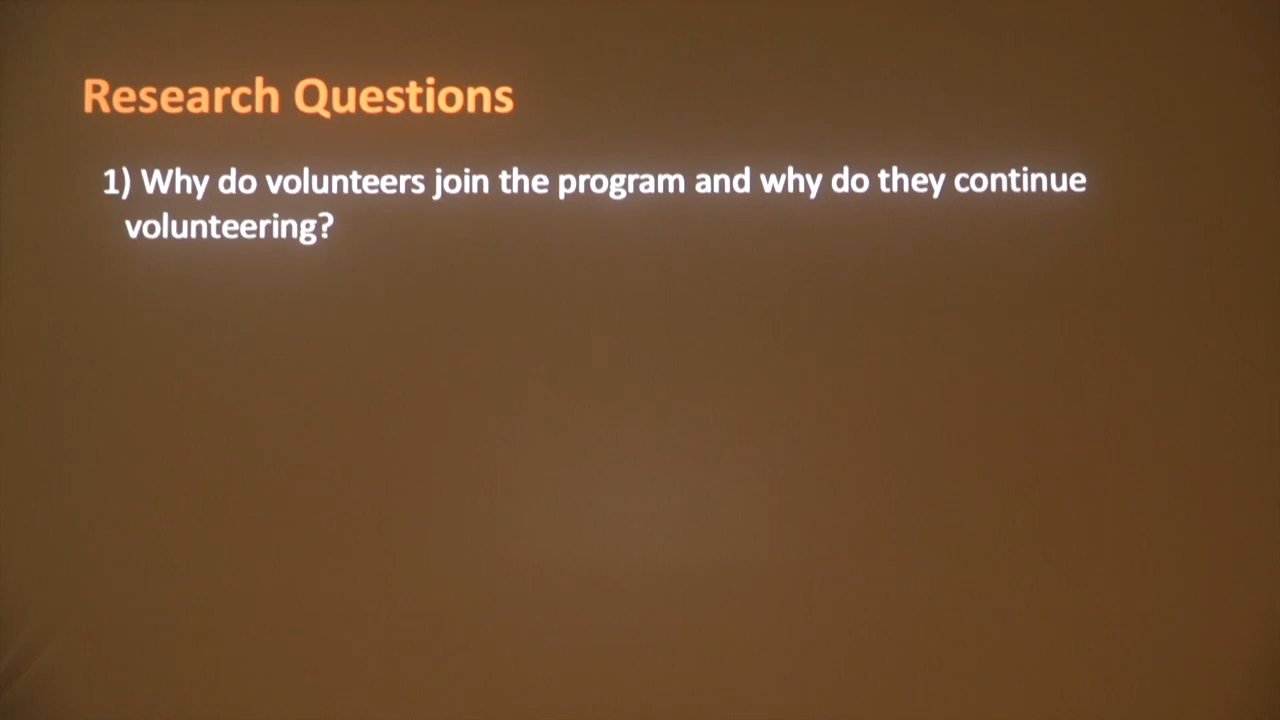 Research Questions
1) Why do volunteers join the program and why do they continue
volunteering?